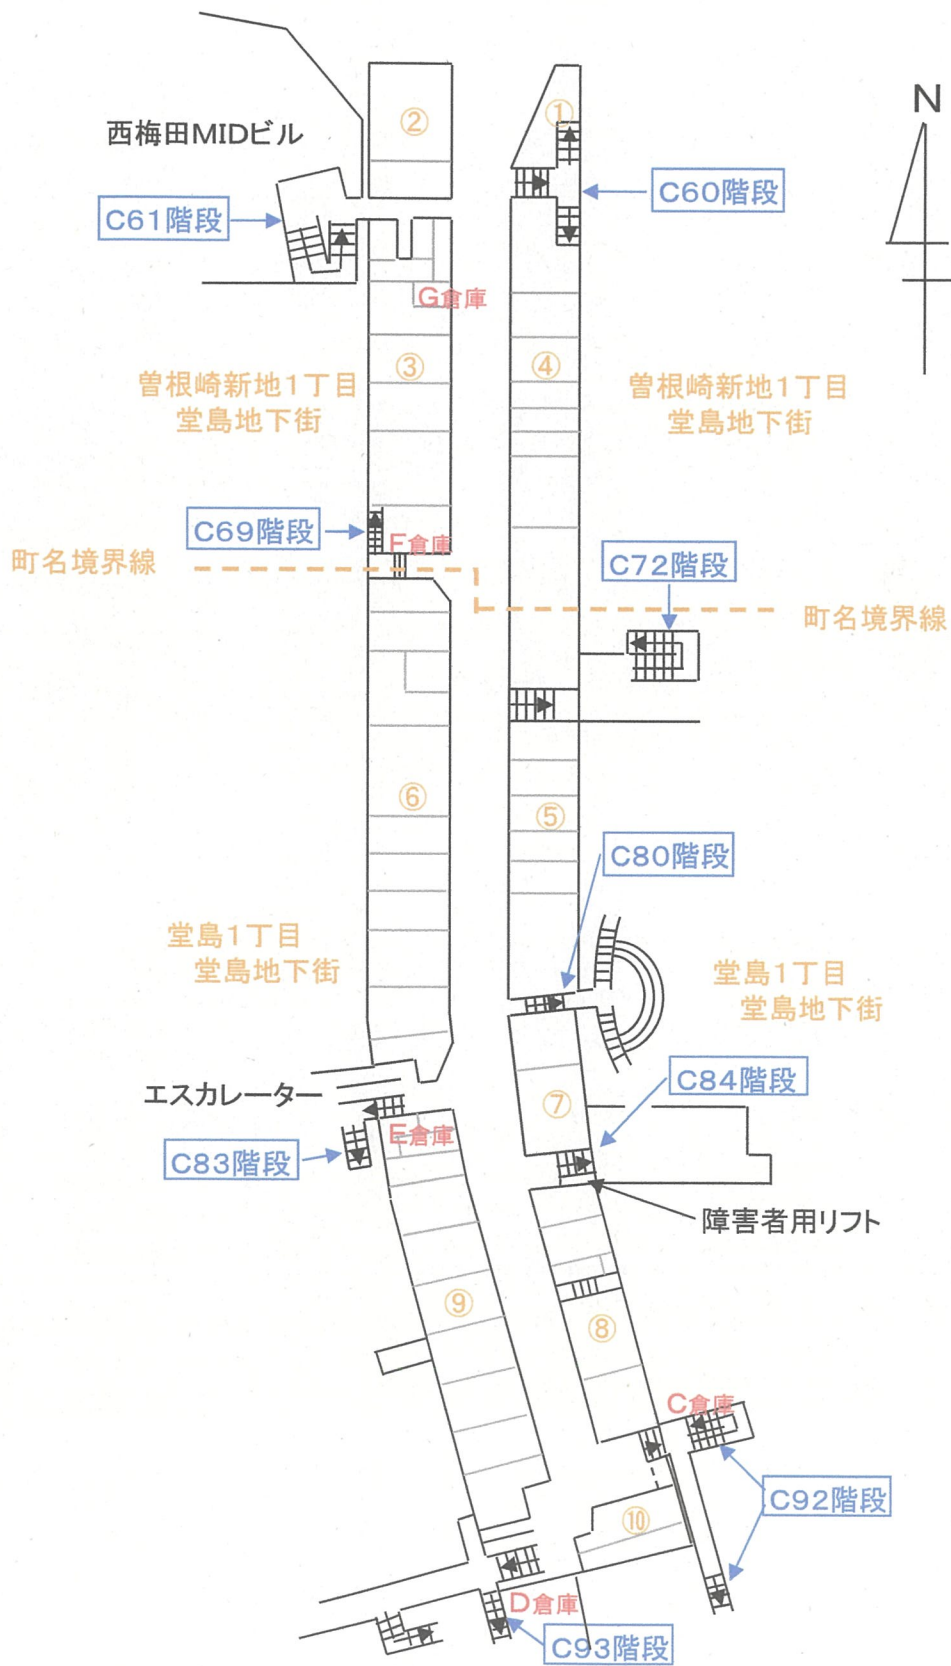 ②
①
N
西梅田MIDビル
C60階段
C61階段
G倉庫
③
④
曽根崎新地1丁目
堂島地下街
曽根崎新地1丁目
堂島地下街
C69階段
F倉庫
町名境界線
C72階段
町名境界線
⑥
⑤
C80階段
堂島1丁目
堂島地下街
堂島1丁目
堂島地下街
エスカレーター
C84階段
⑦
E倉庫
C83階段
障害者用リフト
⑨
⑧
C倉庫
C92階段
⑩
D倉庫
C93階段